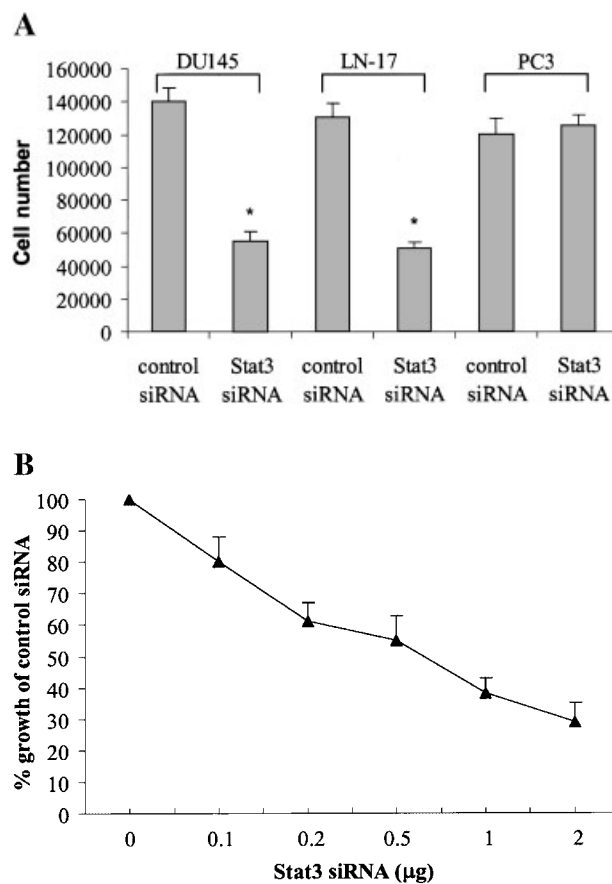 A
DU145 LN-17 PC3
160000
140000
120000
100000
80000
60000
40000
20000
0
Cell number
* *
control Stat3 control Stat3 control Stat3
siRNA siRNA siRNA siRNA siRNA siRNA
B
100
90
80
70
60
50
40
30
20
10
0
% growth of control siRNA
0 0.1 0.2 0.5 1 2
Stat3 siRNA (μg)